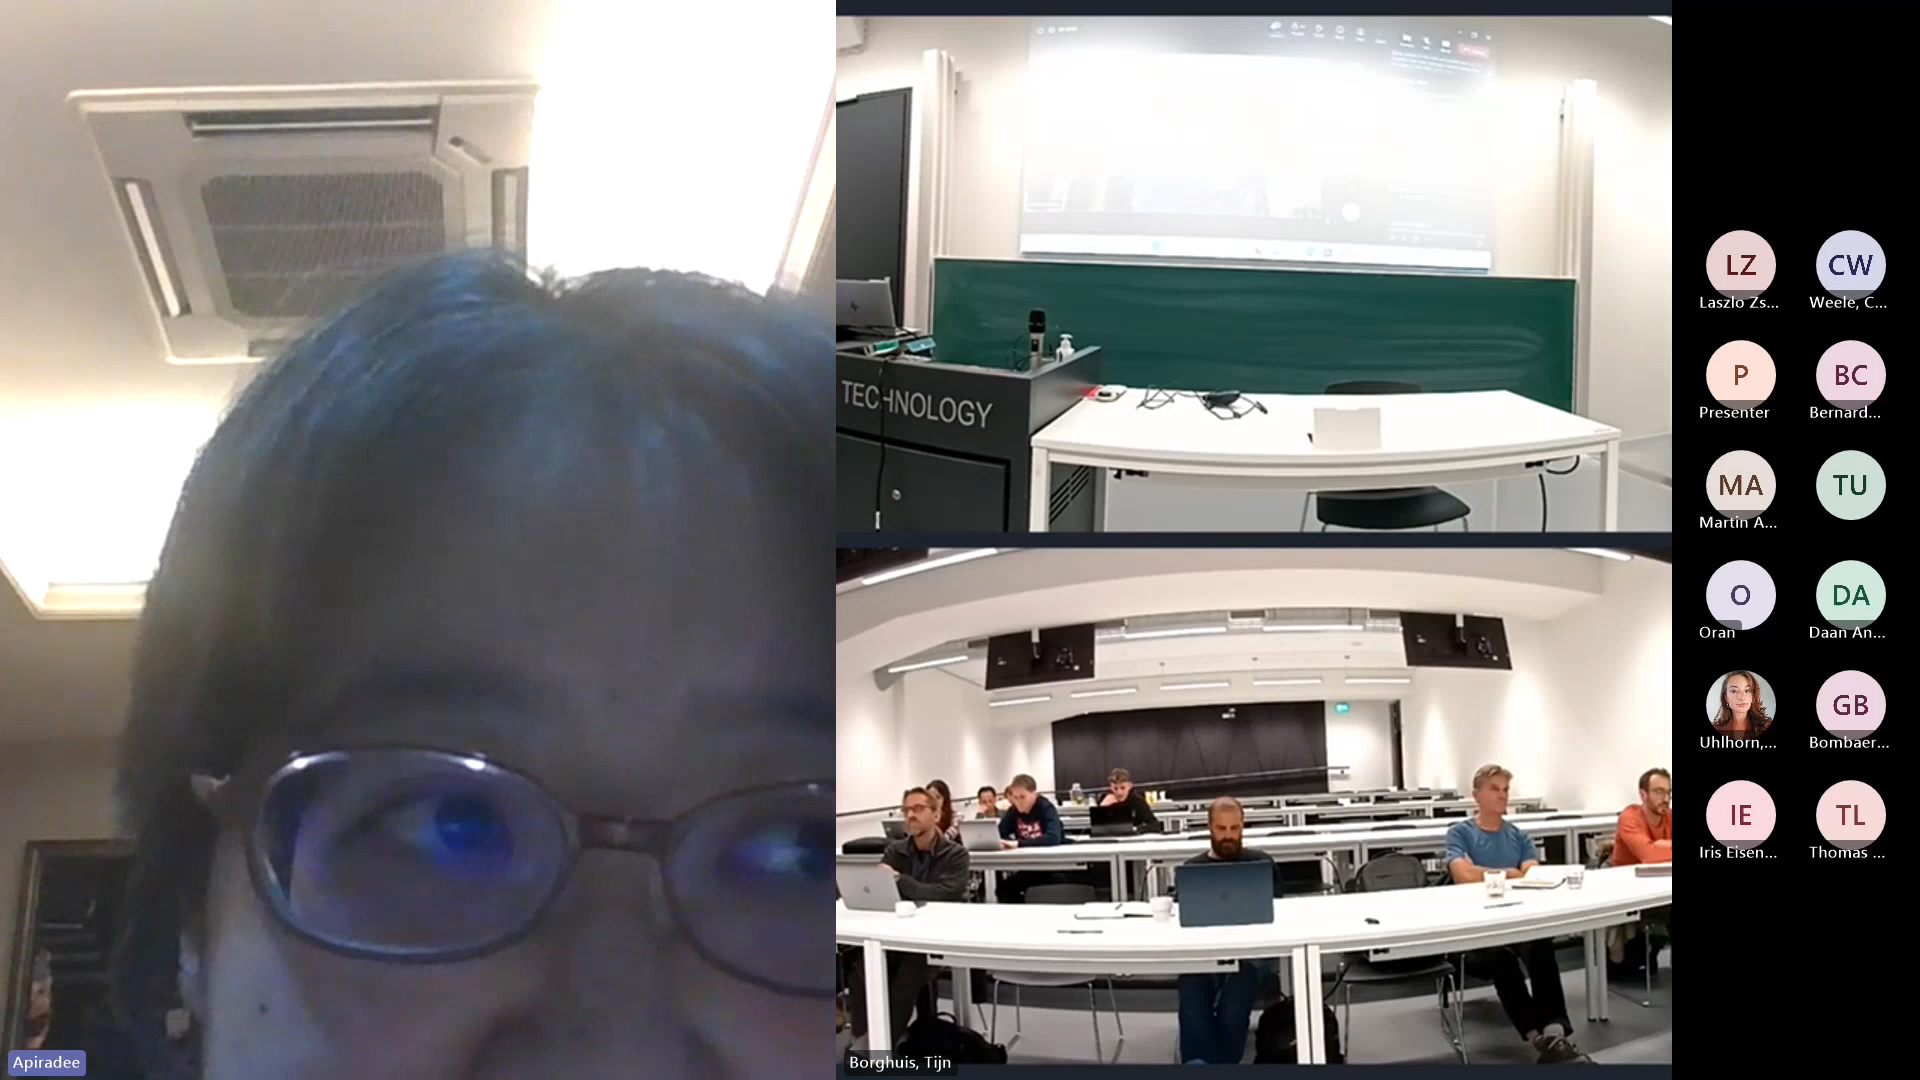 TECHNOLOGY
Apiradee
Borghuis, Tijn
LZ
Laszlo Zs...
CW
Weele, C...
P
Presenter
BC
Bernard...
MA
Martin A...
TU
O
Oran
DA
Daan An...
Uhlhorn,...
GB
Bombaer...
IE
Iris Eisen...
TL
Thomas ...